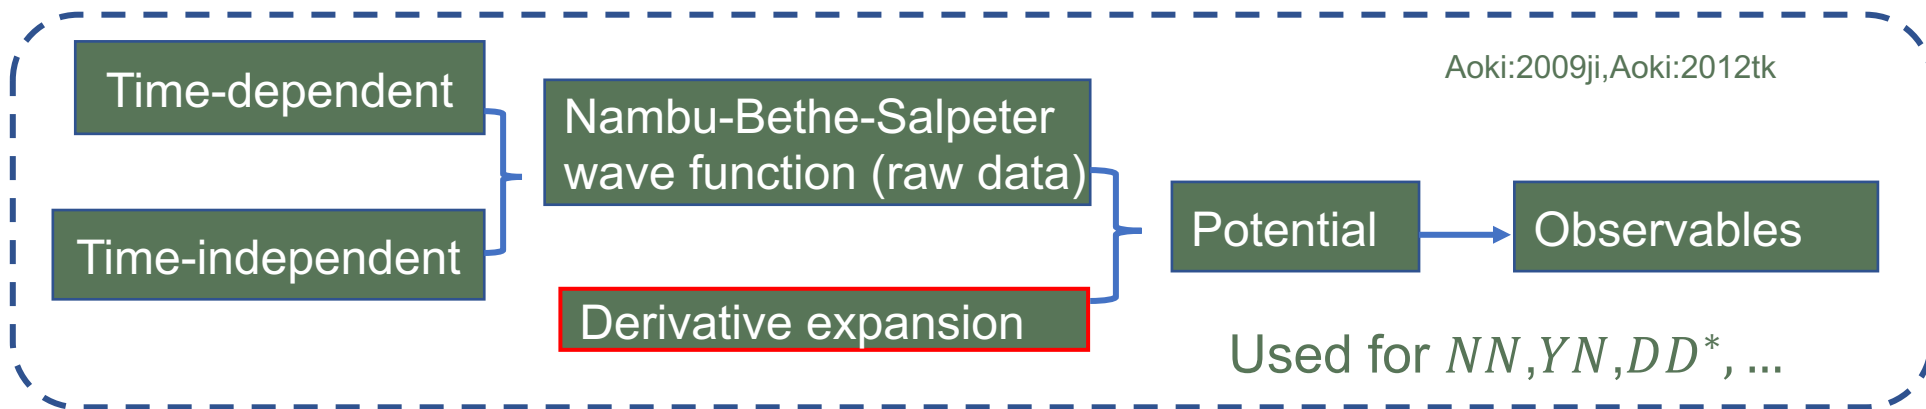 Time-dependent
Time-independent
Nambu-Bethe-Salpeter
wave function (raw data)
Derivative expansion
Potential
Observables
Aoki:2009ji,Aoki:2012tk
Used for 𝑁𝑁,𝑌𝑁,𝐷𝐷*, ...